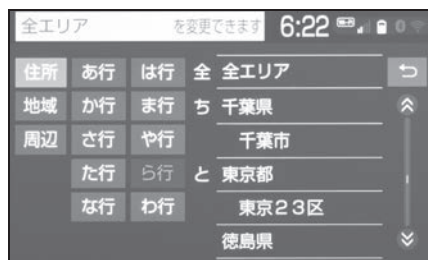 全エリア を変更できます 6:22
住所 あ行 は行 全 全エリア
地域 か行 ま行 ち 千葉県
周辺 さ行 や行 千葉市
た行 ら行 と 東京都
な行 わ行 東京23区
徳島県